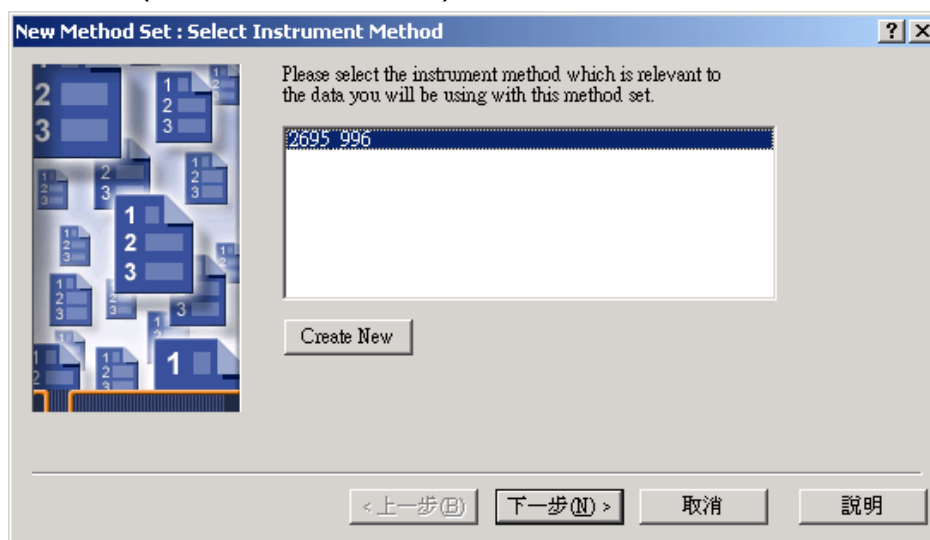 New Method Set : Select Instrument Method
Please select the instrument method which is relevant to
the data you will be using with this method set.
2695 996
Create New
< 上一步(B)
下一步(N) >
取消
說明